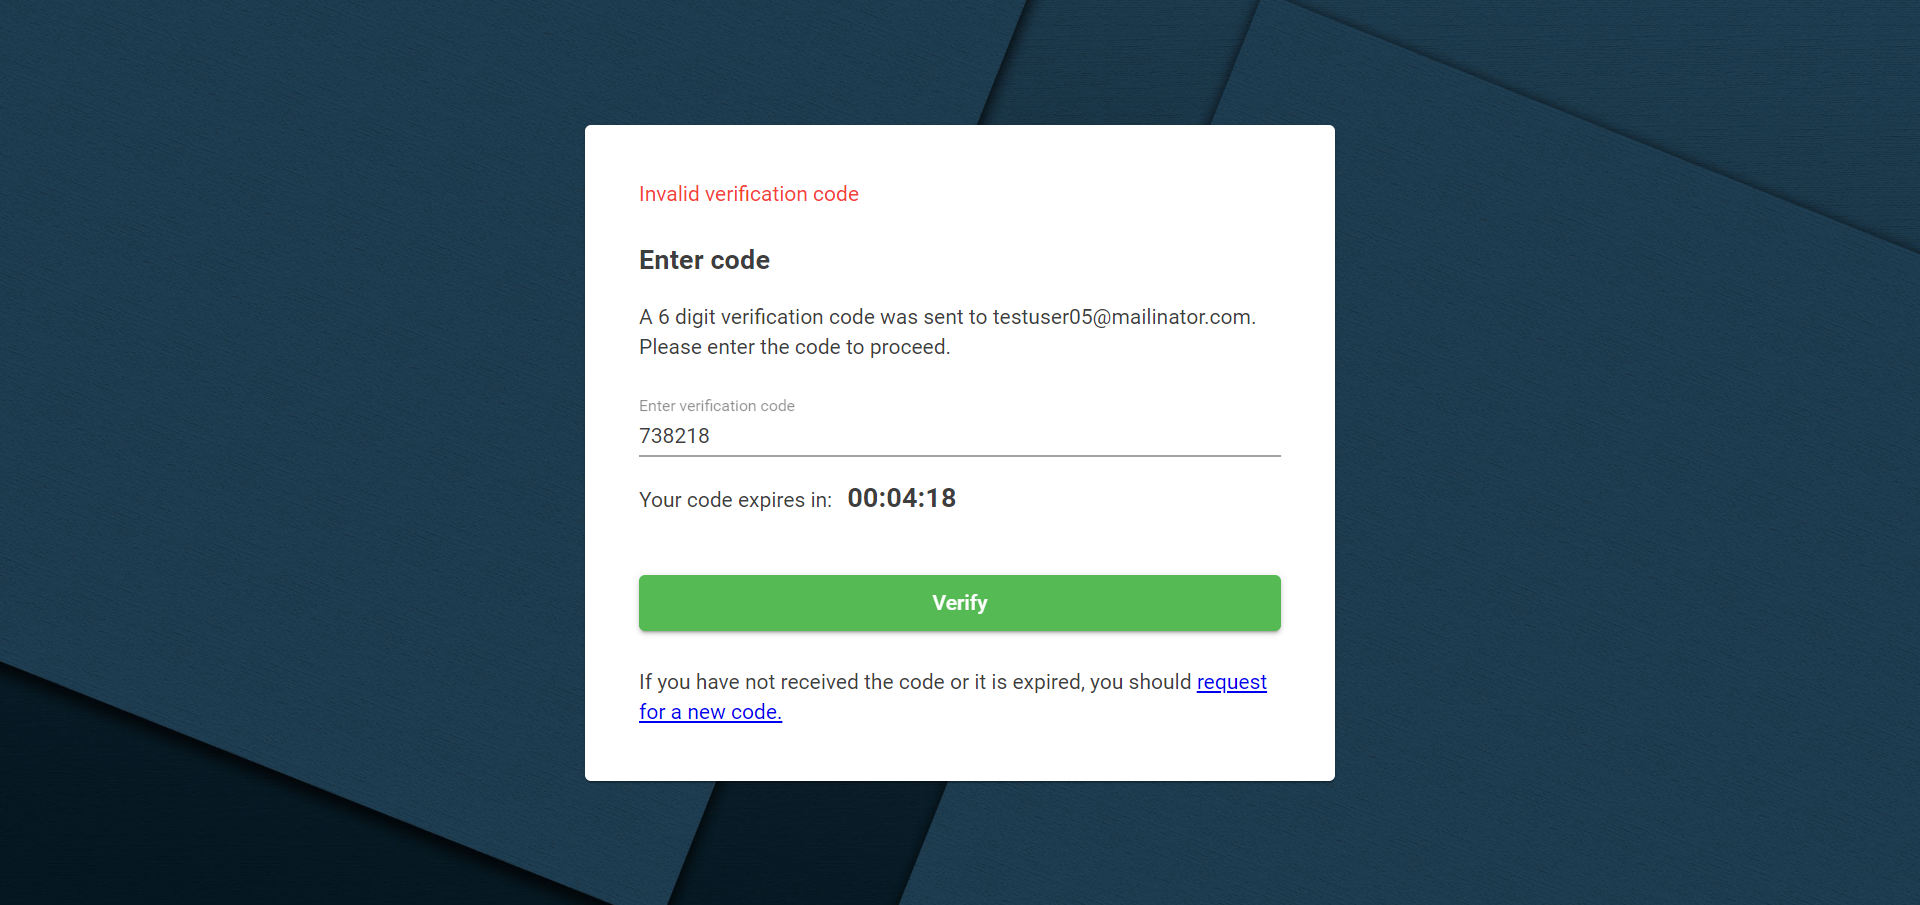 Invalid verification code
Enter code
A 6 digit verification code was sent to testuser05@mailinator.com.
Please enter the code to proceed.
Enter verification code
738218
Your code expires in: 00:04:18
Verify
If you have not received the code or it is expired, you should request
for a new code.